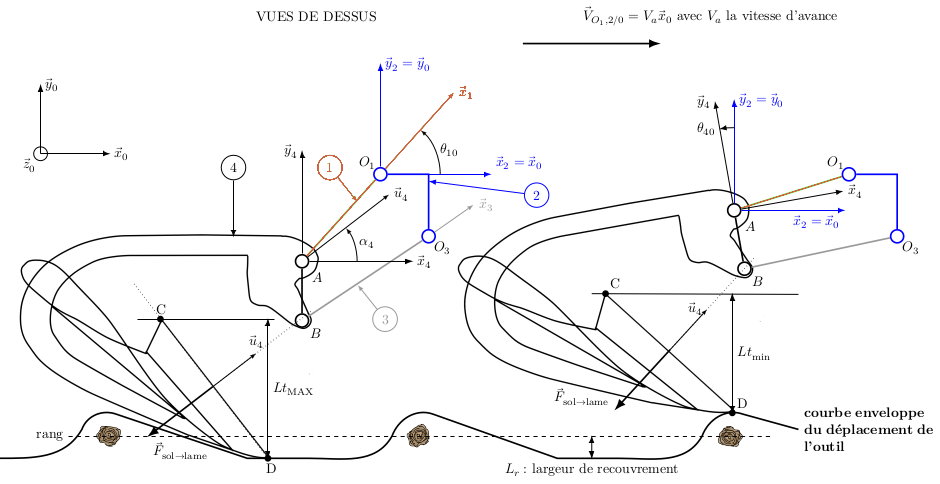 VUES DE DESSUS
$\vec{V}_{O_1,2/0} = V_a\vec{x}_0$ avec $V_a$ la vitesse d'avance
$\vec{y}_0$
$\vec{x}_0$
$\vec{z}_0$
4
$\vec{y}_4$
1
$O_1$
$\vec{y}_2 = \vec{y}_0$
$\vec{x}_1$
$\theta_{10}$
$\vec{x}_2 = \vec{x}_0$
2
$\vec{u}_4$
$\vec{x}_3$
$\alpha_4$
$O_3$
$\vec{x}_4$
A
B
3
C
$\vec{u}_4$
$Lt_{\text{MAX}}$
rang
$\vec{F}_{\text{sol→lame}}$
D
$\vec{y}_4$
$\vec{y}_2 = \vec{y}_0$
$\theta_{40}$
$O_1$
$\vec{x}_4$
$\vec{x}_2 = \vec{x}_0$
A
$O_3$
B
C
$\vec{u}_4$
$Lt_{\text{min}}$
$\vec{F}_{\text{sol→lame}}$
D
courbe enveloppe
du déplacement de
l'outil
$L_r$ : largeur de recouvrement